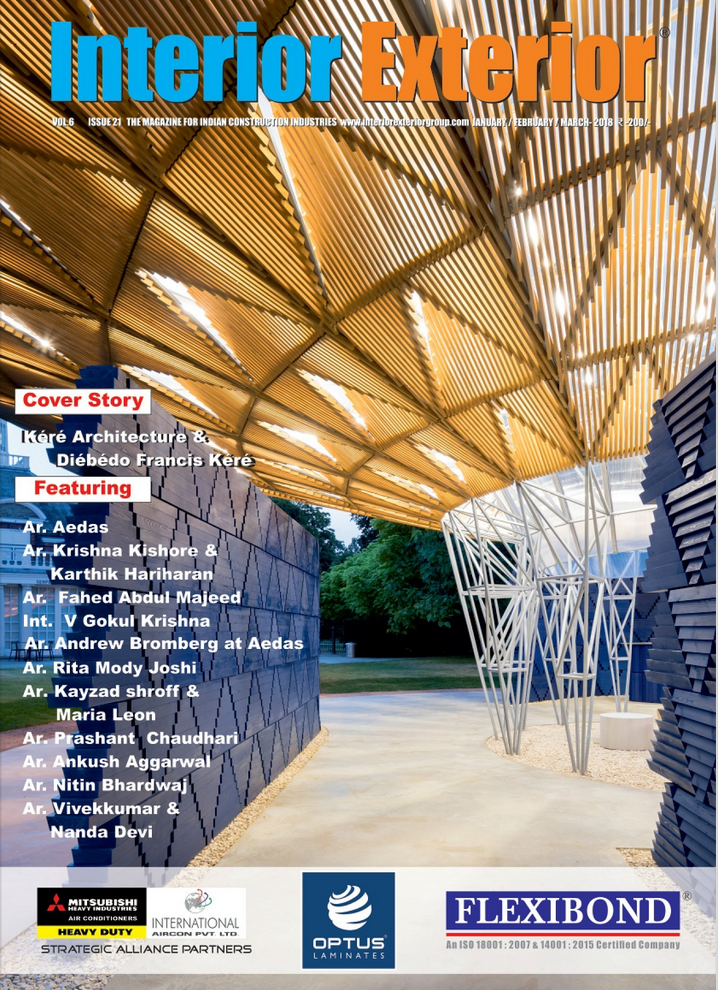 Interior Exterior®
VOL 6 ISSUE 21 THE MAGAZINE FOR INDIAN CONSTRUCTION INDUSTRIES www.interiorexteriorgroup.com JANUARY / FEBRUARY / MARCH- 2018 ₹ -200/-
Cover Story
Kéré Architecture &
Diébédo Francis Kéré
Featuring
Ar. Aedas
Ar. Krishna Kishore &
Karthik Hariharan
Ar. Fahed Abdul Majeed
Int. V Gokul Krishna
Ar. Andrew Bromberg at Aedas
Ar. Rita Mody Joshi
Ar. Kayzad shroff &
Maria Leon
Ar. Prashant Chaudhari
Ar. Ankush Aggarwal
Ar. Nitin Bhardwaj
Ar. Vivekkumar &
Nanda Devi
MITSUBISHI
HEAVY INDUSTRIES
AIR CONDITIONERS
HEAVY DUTY
INTERNATIONAL
AIRCON PVT. LTD.
STRATEGIC ALLIANCE PARTNERS
OPTUS®
LAMINATES
FLEXIBOND®
An ISO 18001 : 2007 & 14001 : 2015 Certified Company